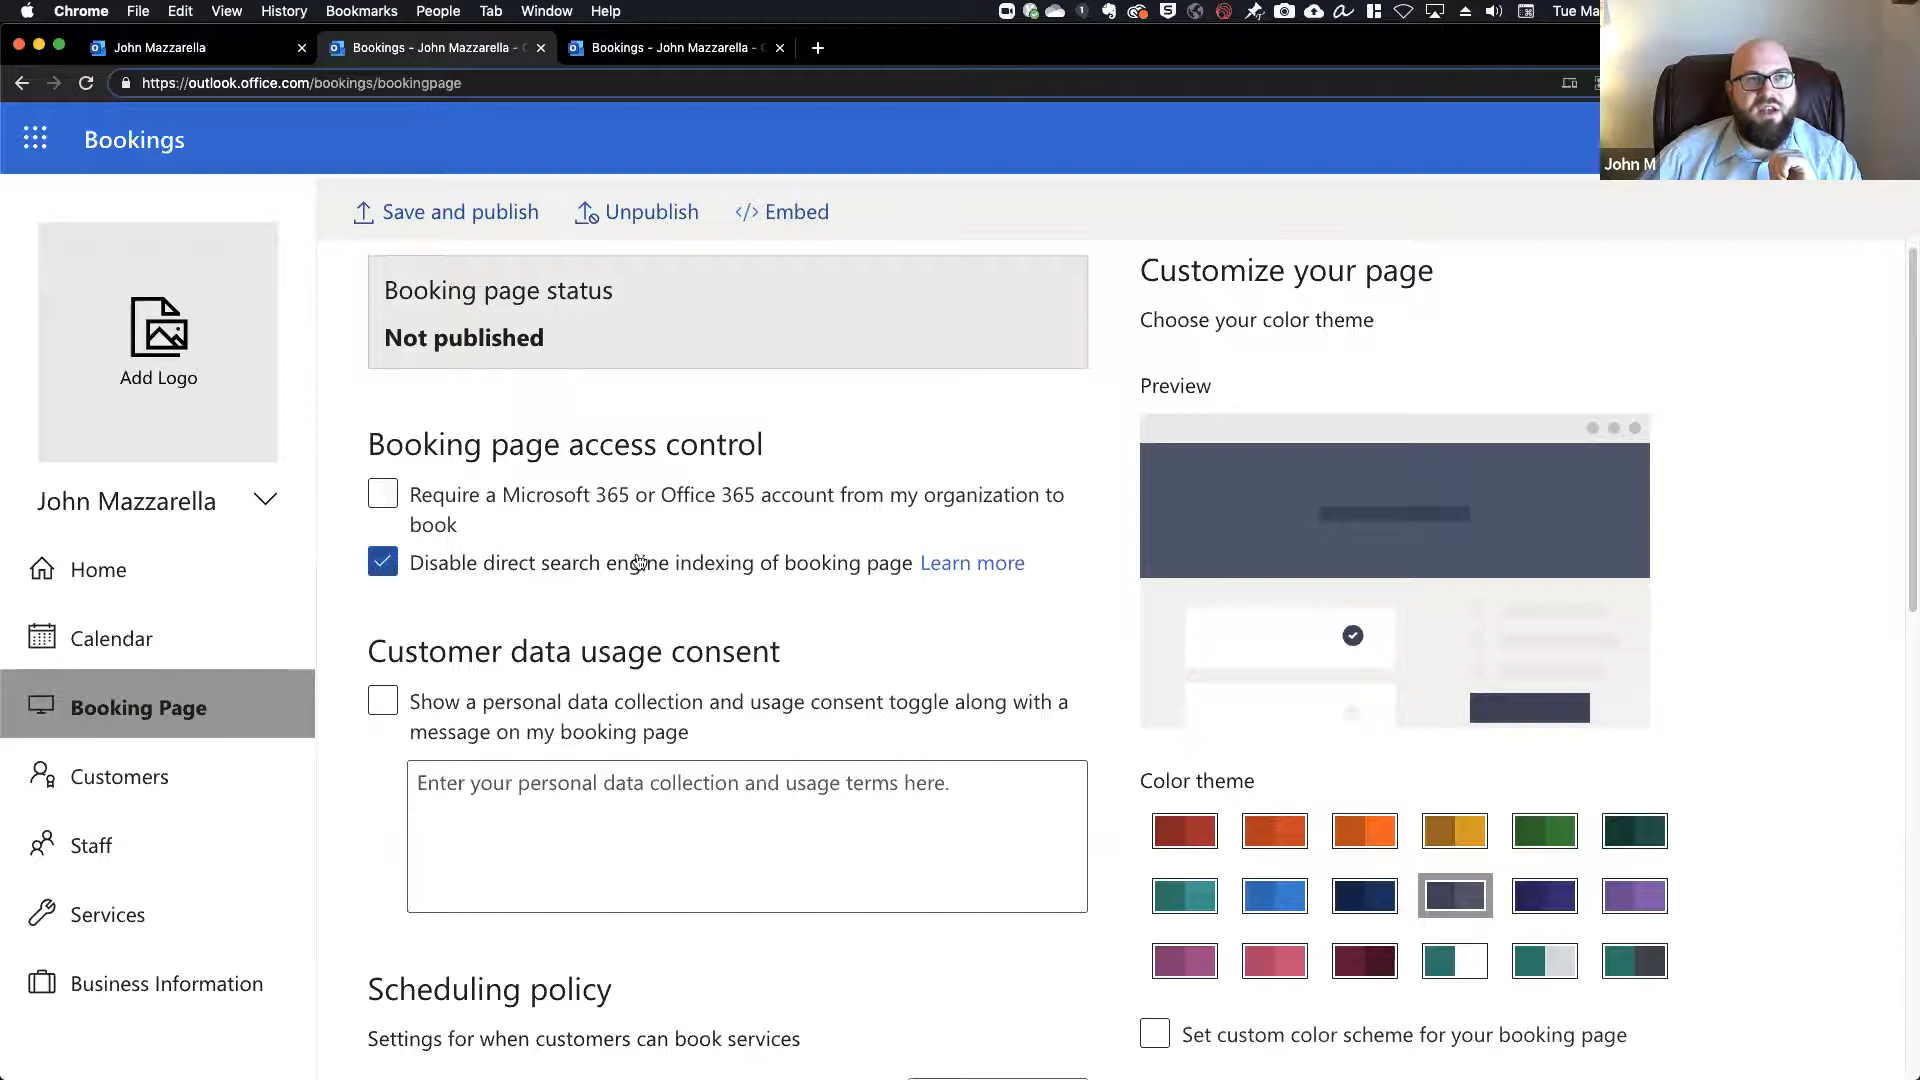 Chrome File Edit View History Bookmarks People Tab Window Help
Tue Ma
John Mazzarella
Bookings - John Mazzarella -
Bookings - John Mazzarella -
https://outlook.office.com/bookings/bookingpage
Bookings
John M
Save and publish
Unpublish
</> Embed
Add Logo
John Mazzarella
Home
Calendar
Booking Page
Customers
Staff
Services
Business Information
Booking page status
Not published
Booking page access control
Require a Microsoft 365 or Office 365 account from my organization to
book
Disable direct search engine indexing of booking page Learn more
Customer data usage consent
Show a personal data collection and usage consent toggle along with a
message on my booking page
Enter your personal data collection and usage terms here.
Scheduling policy
Settings for when customers can book services
Customize your page
Choose your color theme
Preview
Color theme
Set custom color scheme for your booking page